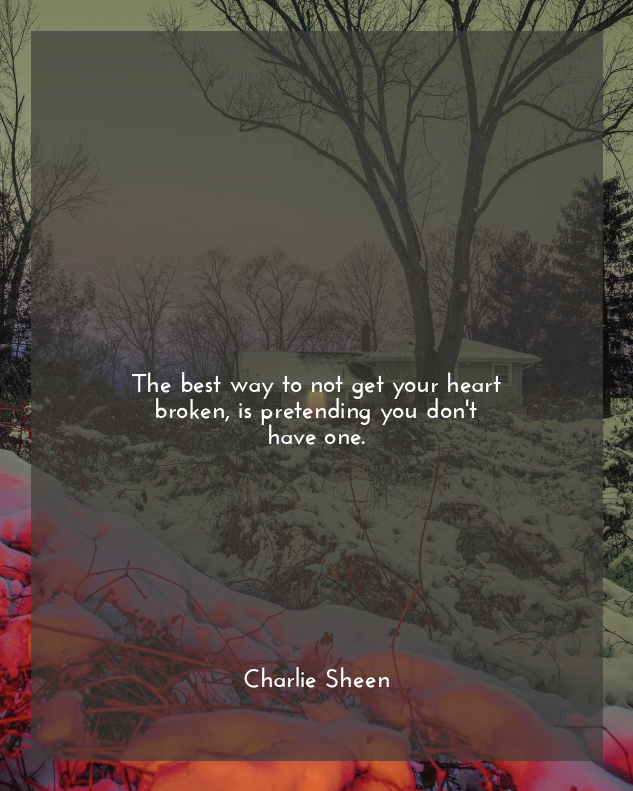 The best way to not get your heart
broken, is pretending you don't
have one.
Charlie Sheen